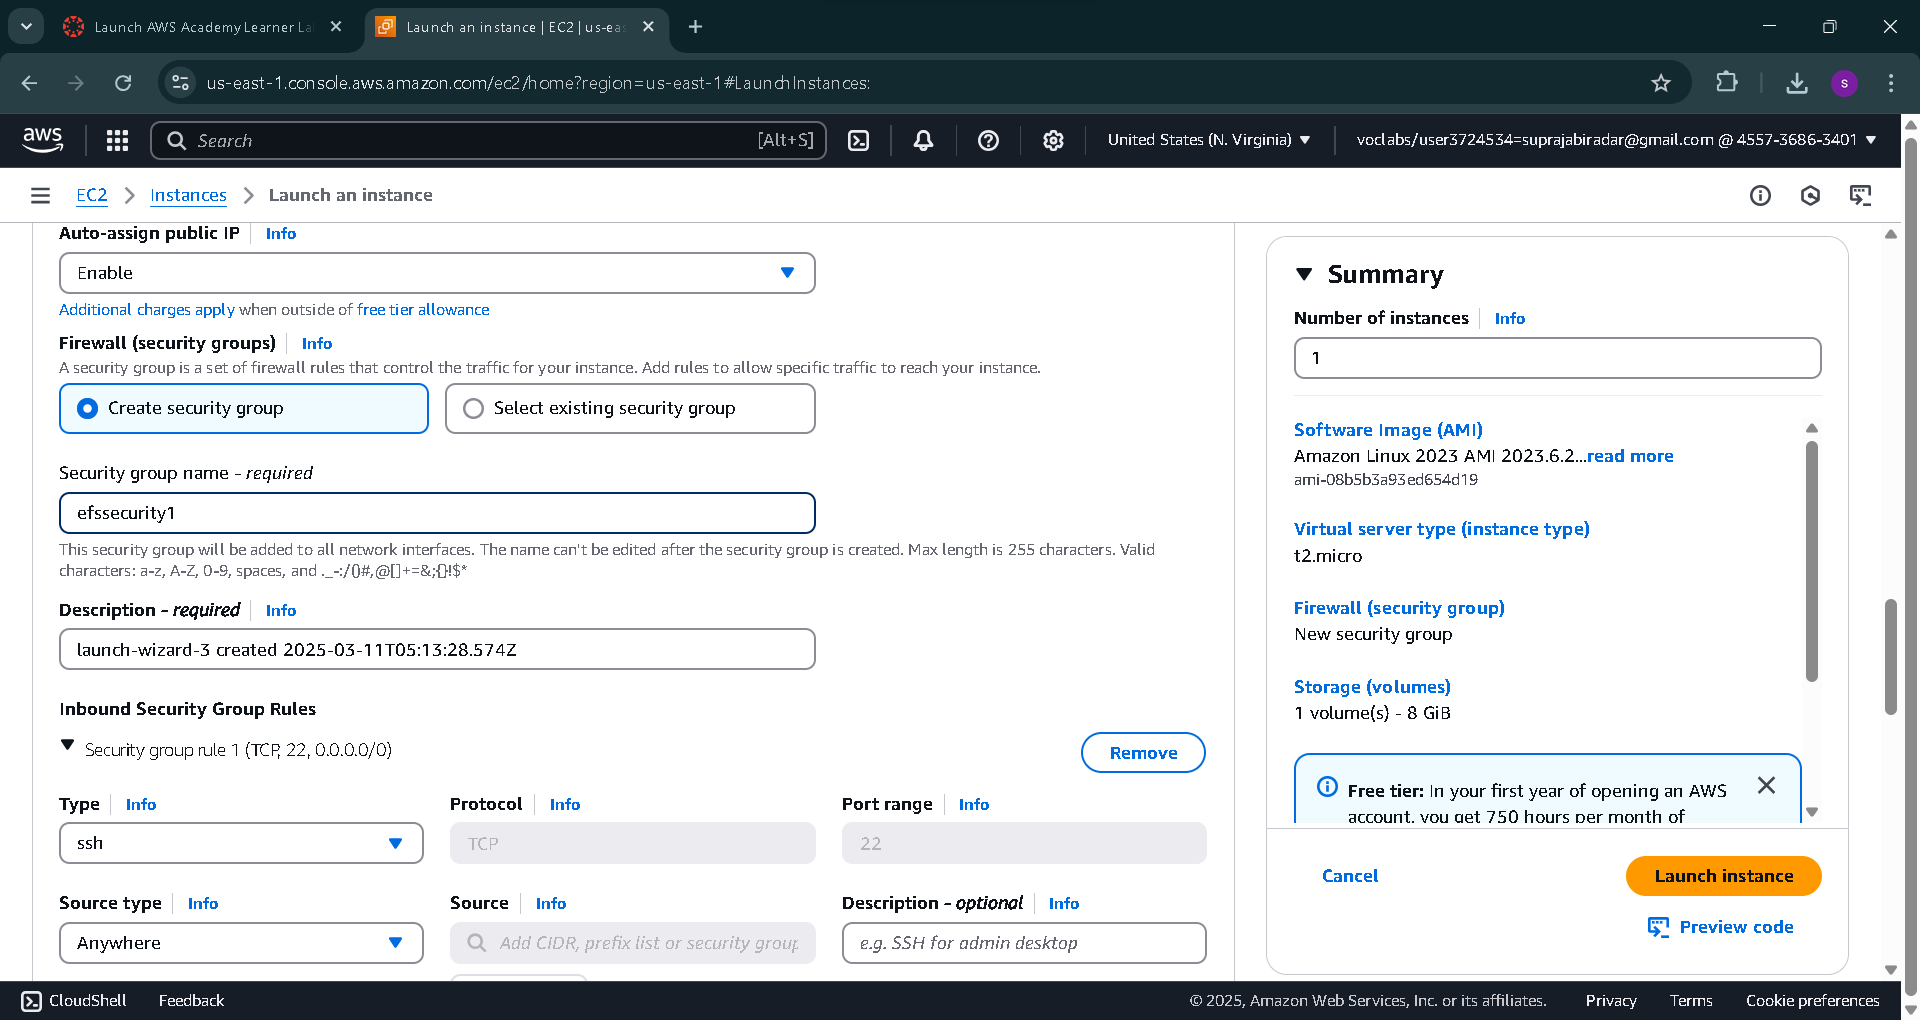 Launch AWS Academy Learner La
Launch an instance | EC2 | us-eas
us-east-1.console.aws.amazon.com/ec2/home?region=us-east-1#LaunchInstances:
S
aws
Search
[Alt+S]
United States (N. Virginia)
voclabs/user3724534=suprajabiradar@gmail.com @ 4557-3686-3401
EC2 > Instances > Launch an instance
Auto-assign public IP | Info
Enable
Additional charges apply when outside of free tier allowance
Firewall (security groups) | Info
A security group is a set of firewall rules that control the traffic for your instance. Add rules to allow specific traffic to reach your instance.
Create security group
Select existing security group
Security group name - required
efssecurity1
This security group will be added to all network interfaces. The name can't be edited after the security group is created. Max length is 255 characters. Valid
characters: a-z, A-Z, 0-9, spaces, and ._-:/()#,@[]+=&;{}!$*
Description - required | Info
launch-wizard-3 created 2025-03-11T05:13:28.574Z
Inbound Security Group Rules
Security group rule 1 (TCP, 22, 0.0.0.0/0)
Remove
Type | Info
Protocol | Info
Port range | Info
ssh
TCP
22
Source type | Info
Source | Info
Description - optional | Info
Anywhere
Add CIDR, prefix list or security group
e.g. SSH for admin desktop
Summary
Number of instances | Info
1
Software Image (AMI)
Amazon Linux 2023 AMI 2023.6.2...read more
ami-08b5b3a93ed654d19
Virtual server type (instance type)
t2.micro
Firewall (security group)
New security group
Storage (volumes)
1 volume(s) - 8 GiB
Free tier: In your first year of opening an AWS
account, you get 750 hours per month of
Cancel
Launch instance
Preview code
CloudShell
Feedback
© 2025, Amazon Web Services, Inc. or its affiliates.
Privacy
Terms
Cookie preferences